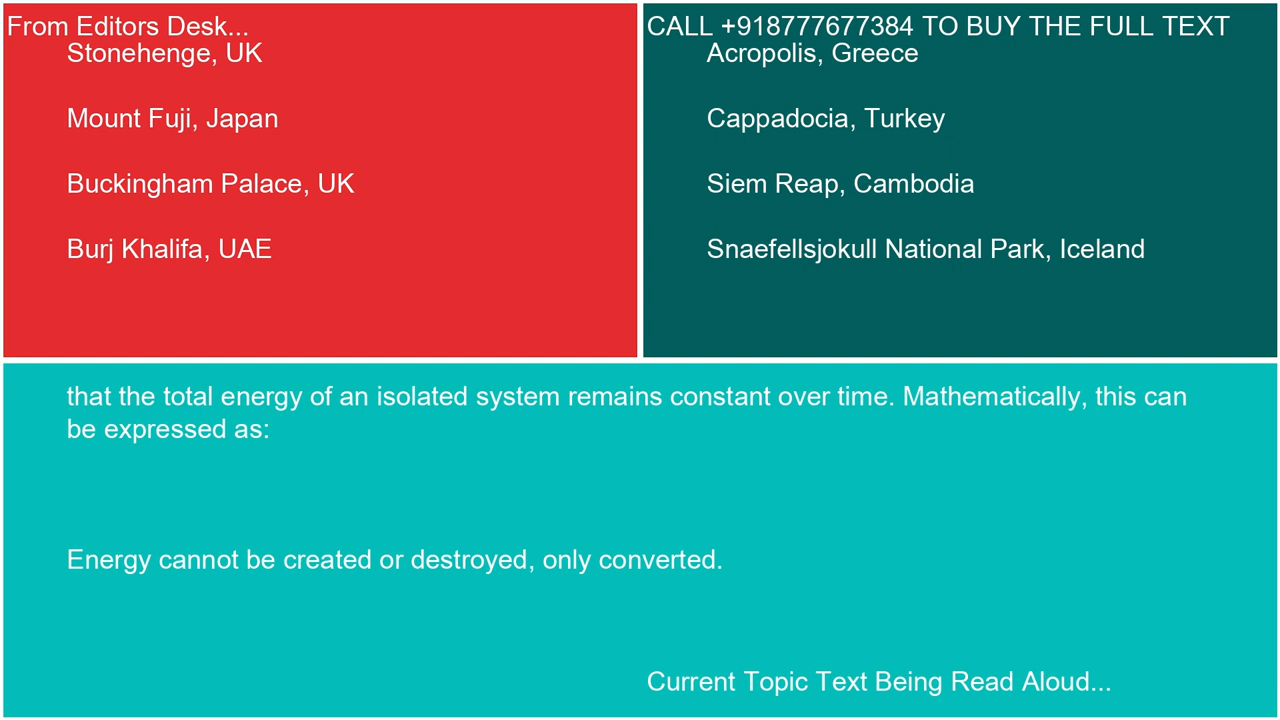 From Editors Desk...
Stonehenge, UK
Mount Fuji, Japan
Buckingham Palace, UK
Burj Khalifa, UAE
CALL +918777677384 TO BUY THE FULL TEXT
Acropolis, Greece
Cappadocia, Turkey
Siem Reap, Cambodia
Snaefellsjokull National Park, Iceland
that the total energy of an isolated system remains constant over time. Mathematically, this can
be expressed as:
Energy cannot be created or destroyed, only converted.
Current Topic Text Being Read Aloud...